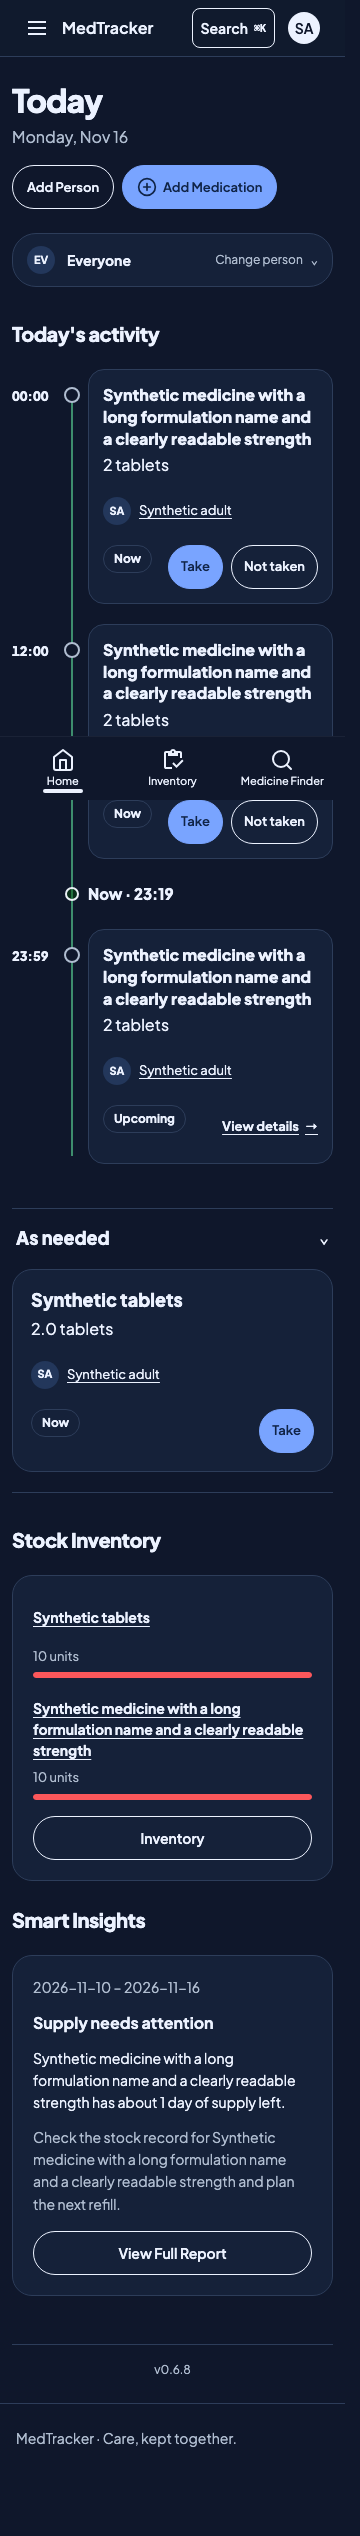 MedTracker
Search ⌘K
SA
Today
Monday, Nov 16
Add Person
Add Medication
EV
Everyone
Change person
Today's activity
00:00
Synthetic medicine with a
long formulation name and
a clearly readable strength
2 tablets
SA
Synthetic adult
Now
Take
Not taken
12:00
Synthetic medicine with a
long formulation name and
a clearly readable strength
2 tablets
Home
Inventory
Medicine Finder
Now
Take
Not taken
Now · 23:19
23:59
Synthetic medicine with a
long formulation name and
a clearly readable strength
2 tablets
SA
Synthetic adult
Upcoming
View details →
As needed
Synthetic tablets
2.0 tablets
SA
Synthetic adult
Now
Take
Stock Inventory
Synthetic tablets
10 units
Synthetic medicine with a long
formulation name and a clearly readable
strength
10 units
Inventory
Smart Insights
2026-11-10 – 2026-11-16
Supply needs attention
Synthetic medicine with a long
formulation name and a clearly readable
strength has about 1 day of supply left.
Check the stock record for Synthetic
medicine with a long formulation name
and a clearly readable strength and plan
the next refill.
View Full Report
v0.6.8
MedTracker · Care, kept together.